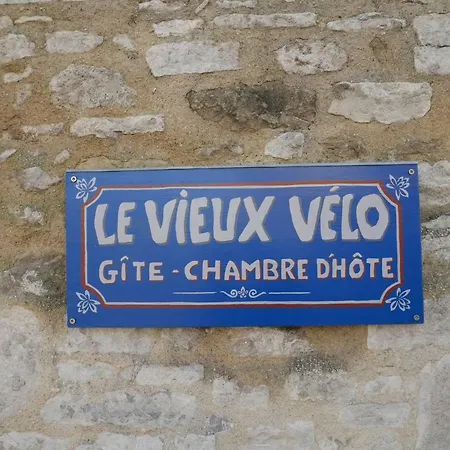 LE VIEUX VÉLO
GÎTE - CHAMBRE D'HÔTE